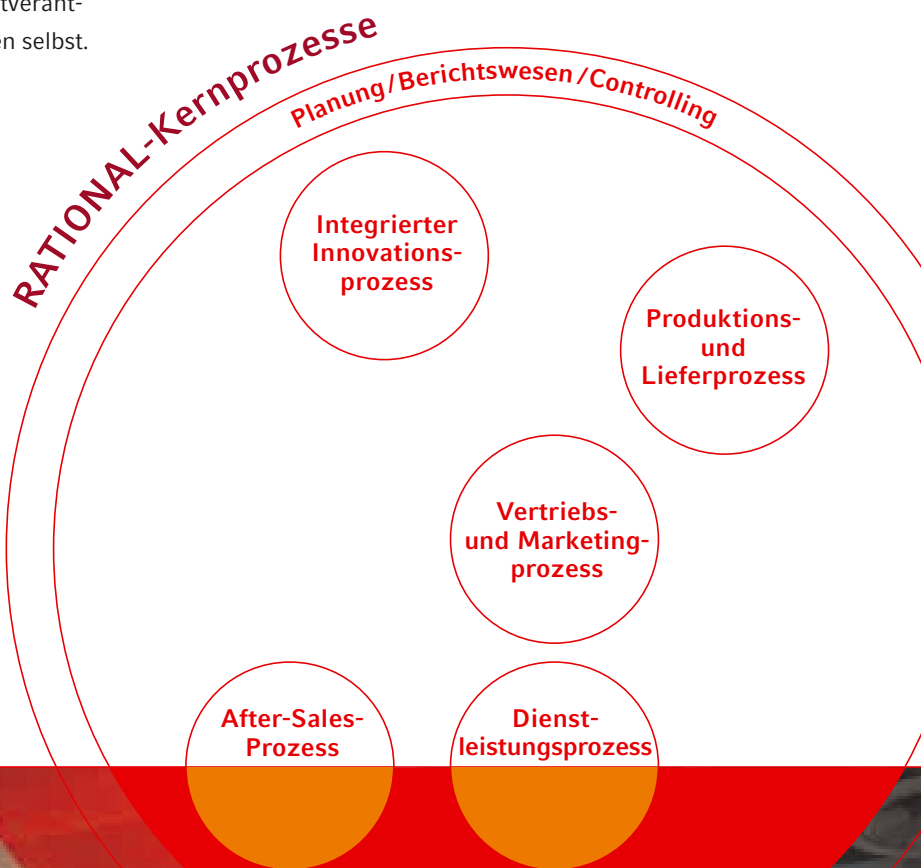 tverant-
en selbst.
RATIONAL-Kernprozesse
Planung/Berichtswesen/Controlling
Integrierter
Innovations-
prozess
Produktions-
und
Lieferprozess
Vertriebs-
und Marketing-
prozess
After-Sales-
Prozess
Dienst-
leistungsprozess